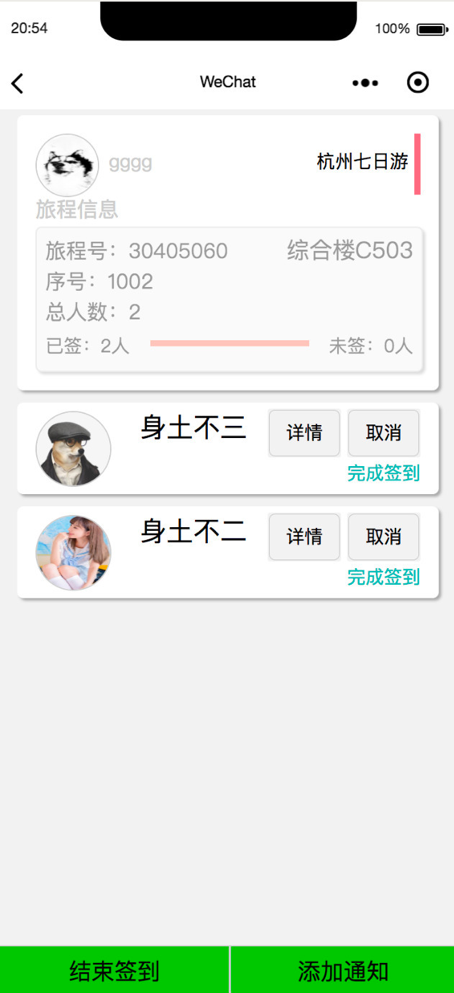 20:54 100%
WeChat
gggg 杭州七日游
旅程信息
旅程号：30405060 综合楼C503
序号：1002
总人数：2
已签：2人 未签：0人
身土不三 详情 取消
完成签到
身土不二 详情 取消
完成签到
结束签到 添加通知